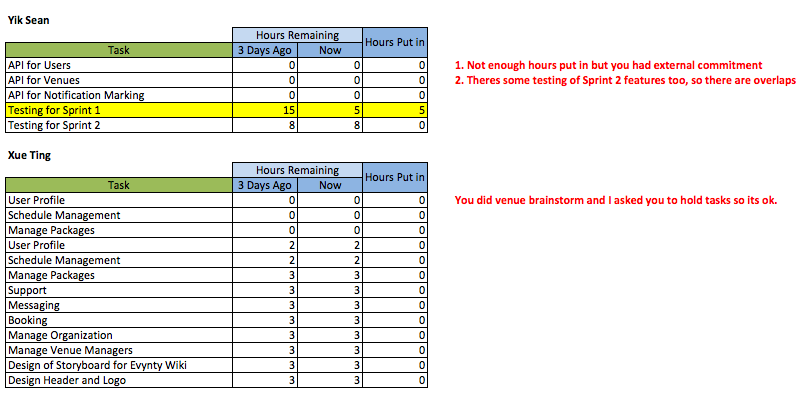 Yik Sean
Hours Remaining Hours Put in
Task 3 Days Ago Now
API for Users 0 0 0
1. Not enough hours put in but you had external commitment
API for Venues 0 0 0
2. Theres some testing of Sprint 2 features too, so there are overlaps
API for Notification Marking 0 0 0
Testing for Sprint 1 15 5 5
Testing for Sprint 2 8 8 0
Xue Ting
Hours Remaining Hours Put in
Task 3 Days Ago Now
User Profile 0 0 0
You did venue brainstorm and I asked you to hold tasks so its ok.
Schedule Management 0 0 0
Manage Packages 0 0 0
User Profile 2 2 0
Schedule Management 2 2 0
Manage Packages 3 3 0
Support 3 3 0
Messaging 3 3 0
Booking 3 3 0
Manage Organization 3 3 0
Manage Venue Managers 3 3 0
Design of Storyboard for Evynty Wiki 3 3 0
Design Header and Logo 3 3 0